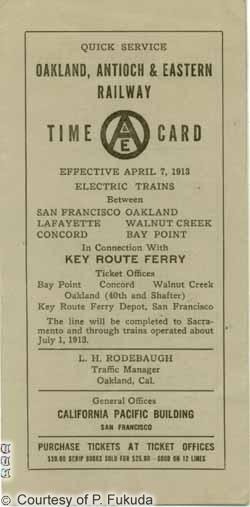 QUICK SERVICE
OAKLAND, ANTIOCH & EASTERN
RAILWAY
TIME OA&E CARD
EFFECTIVE APRIL 7, 1913
ELECTRIC TRAINS
Between
SAN FRANCISCO OAKLAND
LAFAYETTE WALNUT CREEK
CONCORD BAY POINT
In Connection With
KEY ROUTE FERRY
Ticket Offices
Bay Point Concord Walnut Creek
Oakland (40th and Shafter)
Key Route Ferry Depot, San Francisco
The line will be completed to Sacra-
mento and through trains operated about
July 1, 1913.
L. H. RODEBAUGH
Traffic Manager
Oakland, Cal.
General Offices
CALIFORNIA PACIFIC BUILDING
SAN FRANCISCO
PURCHASE TICKETS AT TICKET OFFICES
$30.00 SCRIP BOOKS SOLD FOR $25.00 - GOOD ON 12 LINES
© Courtesy of P. Fukuda